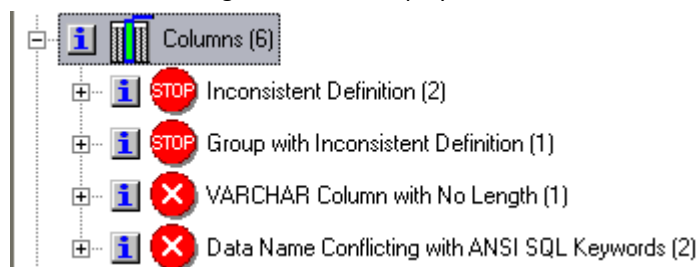 Columns (6)
STOP Inconsistent Definition (2)
STOP Group with Inconsistent Definition (1)
VARCHAR Column with No Length (1)
Data Name Conflicting with ANSI SQL Keywords (2)